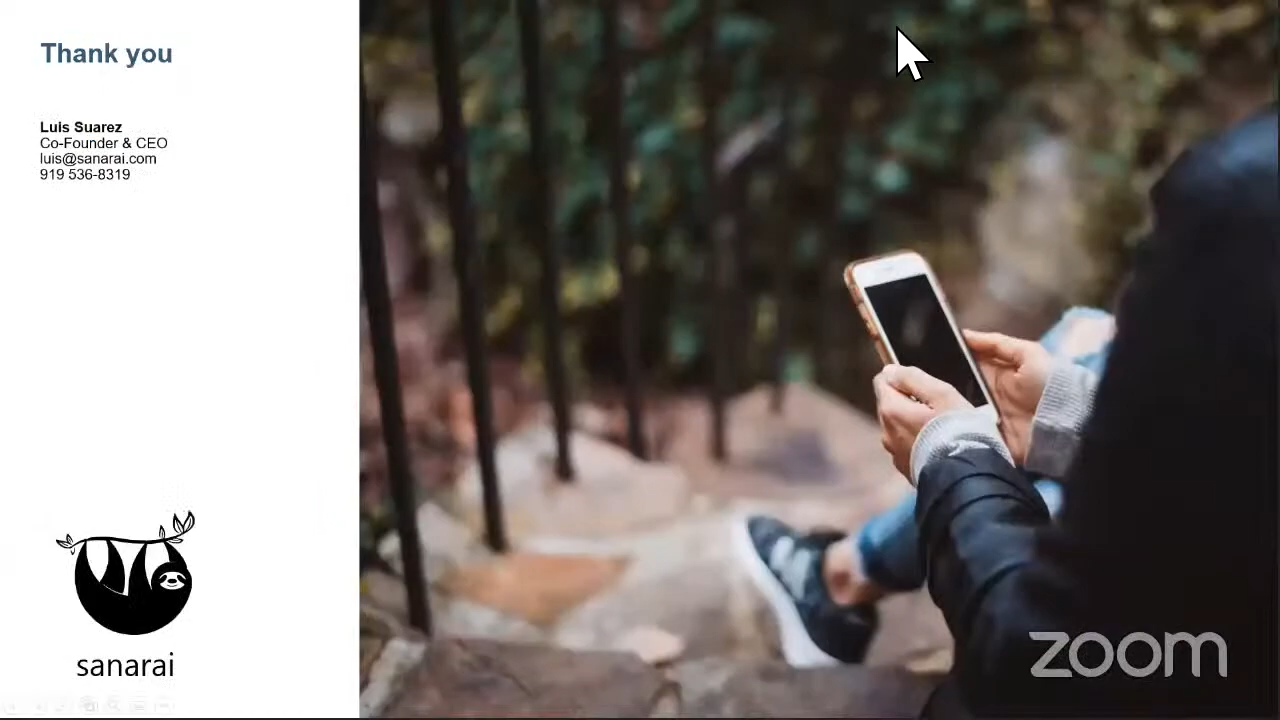 Thank you
Luis Suarez
Co-Founder & CEO
luis@sanarai.com
919 536-8319
sanarai
zoom